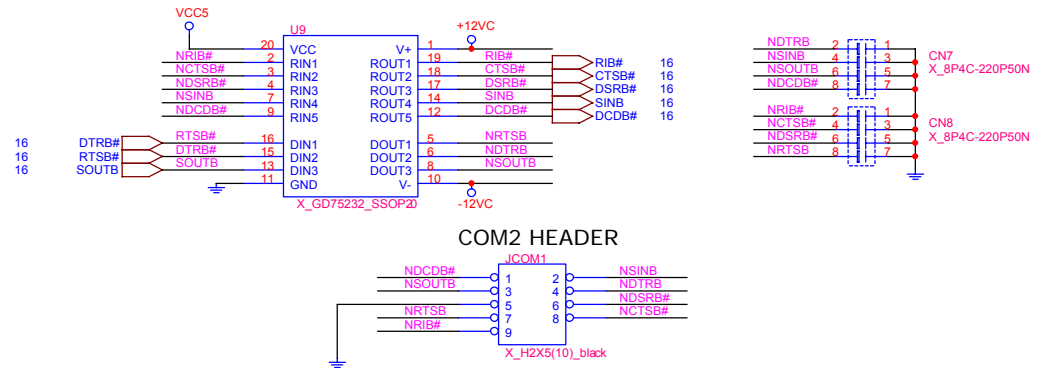 VCC5
U9
+12VC
20 VCC V+ 1
NRIB# 2 RIN1 ROUT1 19 RIB# RIB# 16
NCTSB# 3 RIN2 ROUT2 18 CTSB# CTSB# 16
NDSRB# 4 RIN3 ROUT3 17 DSRB# DSRB# 16
NSINB 7 RIN4 ROUT4 14 SINB SINB 16
NDCDB# 9 RIN5 ROUT5 12 DCDB# DCDB# 16
16 DTRB# RTSB# 16 DIN1 DOUT1 5 NRTSB
16 RTSB# DTRB# 15 DIN2 DOUT2 6 NDTRB
16 SOUTB SOUTB 13 DIN3 DOUT3 8 NSOUTB
11 GND V- 10
X_GD75232_SSOP20
-12VC
NDTRB 2 1
NSINB 4 3
NSOUTB 6 5
NDCDB# 8 7
CN7
X_8P4C-220P50N
NRIB# 2 1
NCTSB# 4 3
NDSRB# 6 5
NRTSB 8 7
CN8
X_8P4C-220P50N
COM2 HEADER
JCOM1
NDCDB# 1 2 NSINB
NSOUTB 3 4 NDTRB
5 6 NDSRB#
NRTSB 7 8 NCTSB#
NRIB# 9
X_H2X5(10)_black